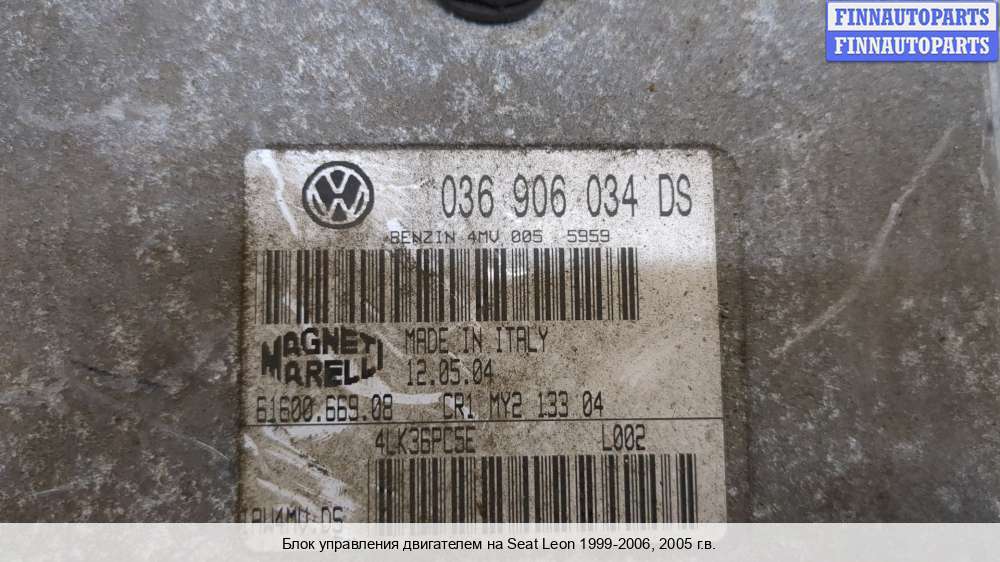 FINNAUTOPARTS
FINNAUTOPARTS
036 906 034 DS
BENZIN 4MV 005 5959
MAGNETI MARELLI
MADE IN ITALY
12.05.04
61600.669.08 CR1 MY2 133 04
4LK36PC5E L002
Блок управления двигателем на Seat Leon 1999-2006, 2005 г.в.